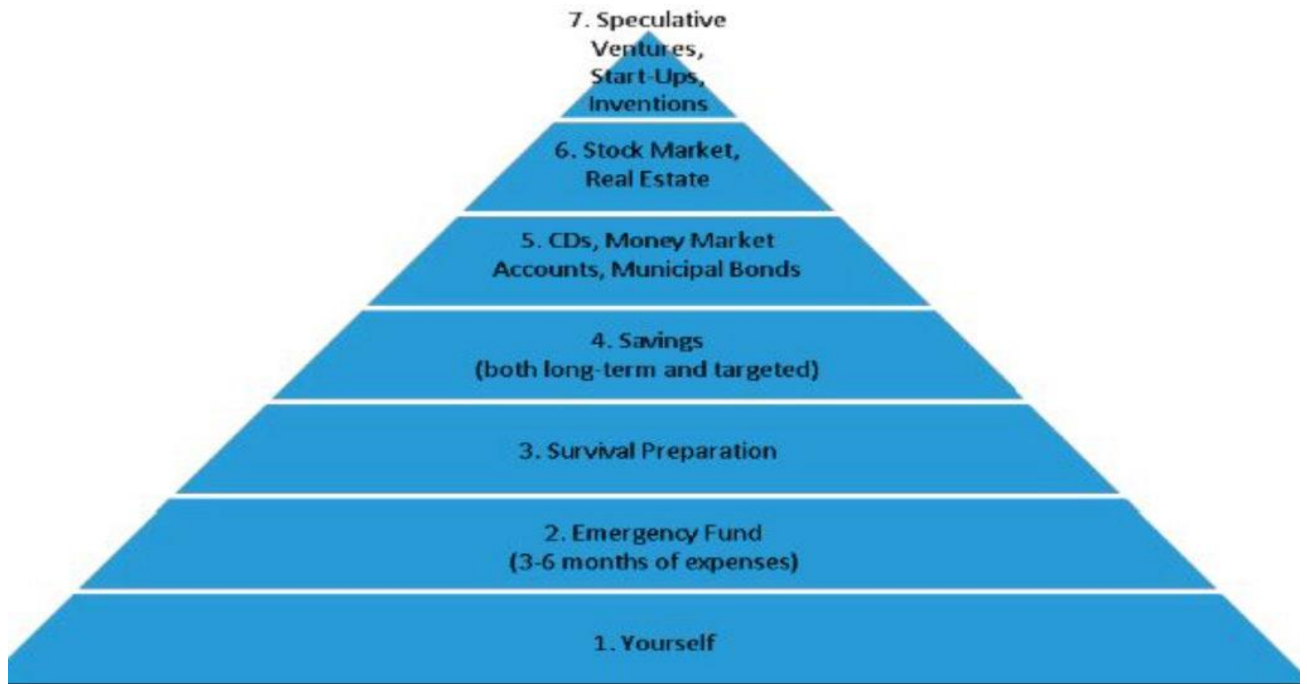 7. Speculative
Ventures,
Start-Ups,
Inventions
6. Stock Market,
Real Estate
5. CDs, Money Market
Accounts, Municipal Bonds
4. Savings
(both long-term and targeted)
3. Survival Preparation
2. Emergency Fund
(3-6 months of expenses)
1. Yourself